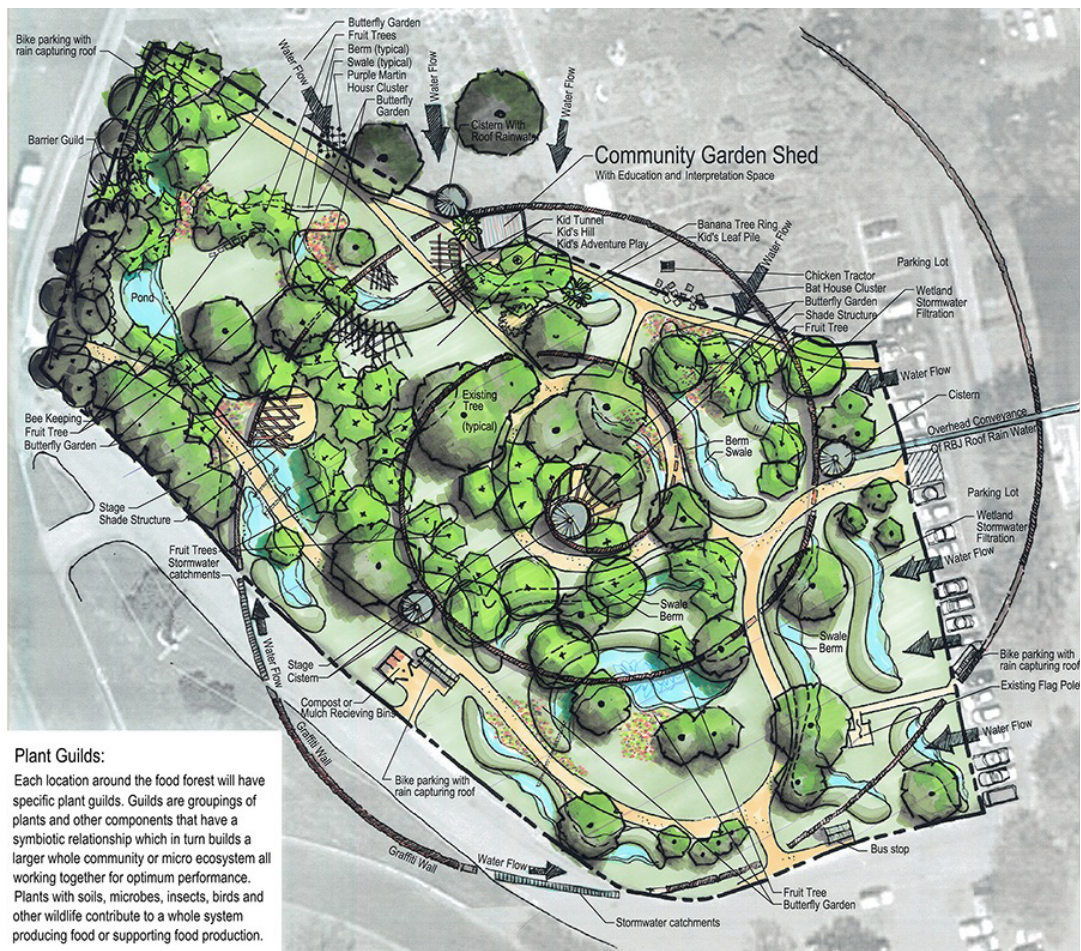 Butterfly Garden
Fruit Trees
Berm (typical)
Swale (typical)
Purple Martin
Housr Cluster
Butterfly
Garden
Bike parking with
rain capturing roof
Water Flow
Water Flow
Water Flow
Barrier Guild
Cistern With
Roof Rainwater
Community Garden Shed
With Education and Interpretation Space
Kid Tunnel
Kid's Hill
Kid's Adventure Play
Banana Tree Ring
Kid's Leaf Pile
Water Flow
Parking Lot
Chicken Tractor
Bat House Cluster
Butterfly Garden
Shade Structure
Fruit Tree
Wetland
Stormwater
Filtration
Pond
Water Flow
Existing
Tree
(typical)
Cistern
Bee Keeping
Fruit Tree
Butterfly Garden
Overhead Conveyance
Of RBJ Roof Rain Water
Berm
Swale
Parking Lot
Stage
Shade Structure
Wetland
Stormwater
Filtration
Fruit Trees
Stormwater
catchments
Water Flow
Swale
Berm
Swale
Berm
Water Flow
Stage
Cistern
Bike parking with
rain capturing roof
Existing Flag Pole
Compost or
Mulch Recieving Bins
Water Flow
Graffiti Wall
Bike parking with
rain capturing roof
Bus stop
Graffiti Wall
Water Flow
Fruit Tree
Butterfly Garden
Stormwater catchments
Plant Guilds:
Each location around the food forest will have
specific plant guilds. Guilds are groupings of
plants and other components that have a
symbiotic relationship which in turn builds a
larger whole community or micro ecosystem all
working together for optimum performance.
Plants with soils, microbes, insects, birds and
other wildlife contribute to a whole system
producing food or supporting food production.